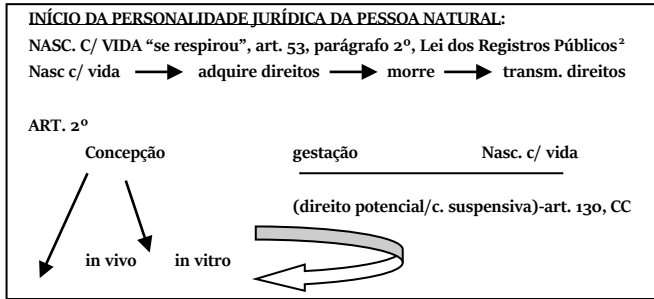 INÍCIO DA PERSONALIDADE JURÍDICA DA PESSOA NATURAL:
NASC. C/ VIDA “se respirou”, art. 53, parágrafo 2º, Lei dos Registros Públicos²
Nasc c/ vida adquire direitos morre transm. direitos
ART. 2º
Concepção gestação Nasc. c/ vida
(direito potencial/c. suspensiva)-art. 130, CC
in vivo in vitro